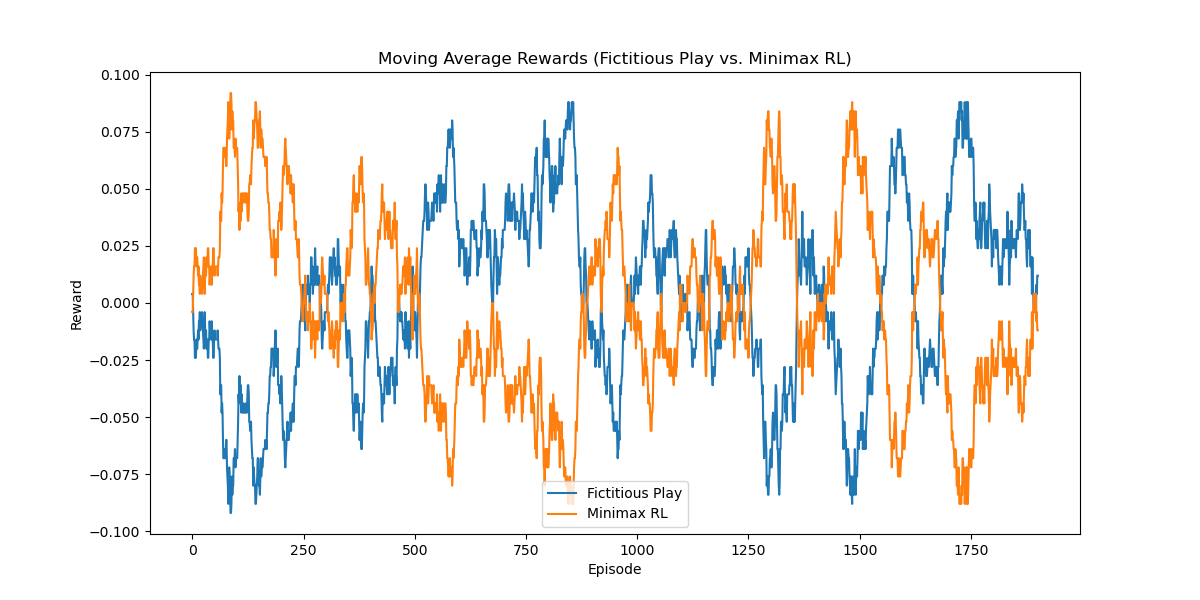 Moving Average Rewards (Fictitious Play vs. Minimax RL)
0.100
0.075
0.050
0.025
0.000
−0.025
−0.050
−0.075
−0.100
Reward
Fictitious Play
Minimax RL
0 250 500 750 1000 1250 1500 1750
Episode